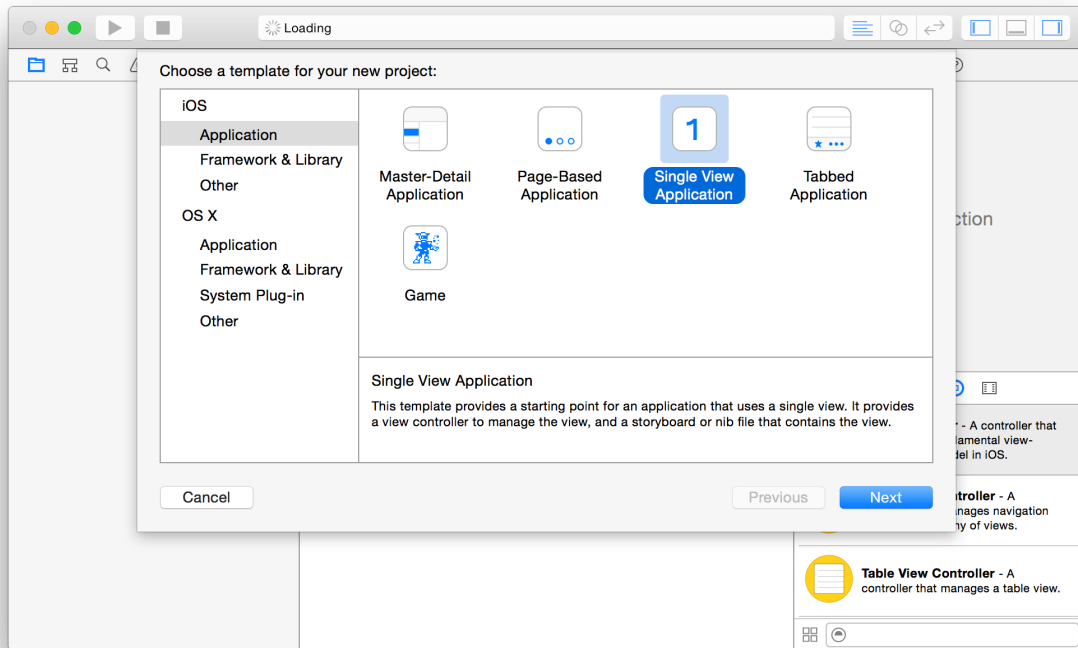 Loading
Choose a template for your new project:
iOS
Application
Framework & Library
Other
OS X
Application
Framework & Library
System Plug-in
Other
Master-Detail
Application
Page-Based
Application
1
Single View
Application
Tabbed
Application
Game
Single View Application
This template provides a starting point for an application that uses a single view. It provides
a view controller to manage the view, and a storyboard or nib file that contains the view.
Cancel
Previous
Next
ction
- A controller that
damental view-
del in iOS.
ntroller - A
anages navigation
hy of views.
Table View Controller - A
controller that manages a table view.